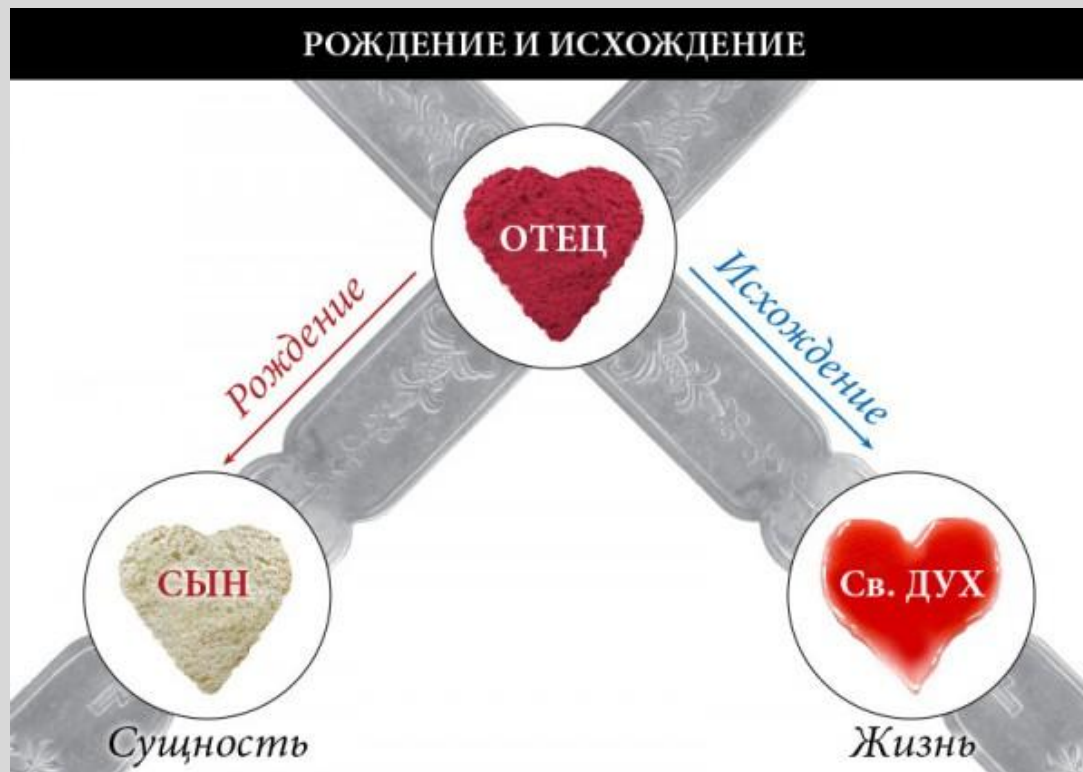 РОЖДЕНИЕ И ИСХОЖДЕНИЕ
ОТЕЦ
Рождение
Исхождение
СЫН
Св. ДУХ
Сущность
Жизнь